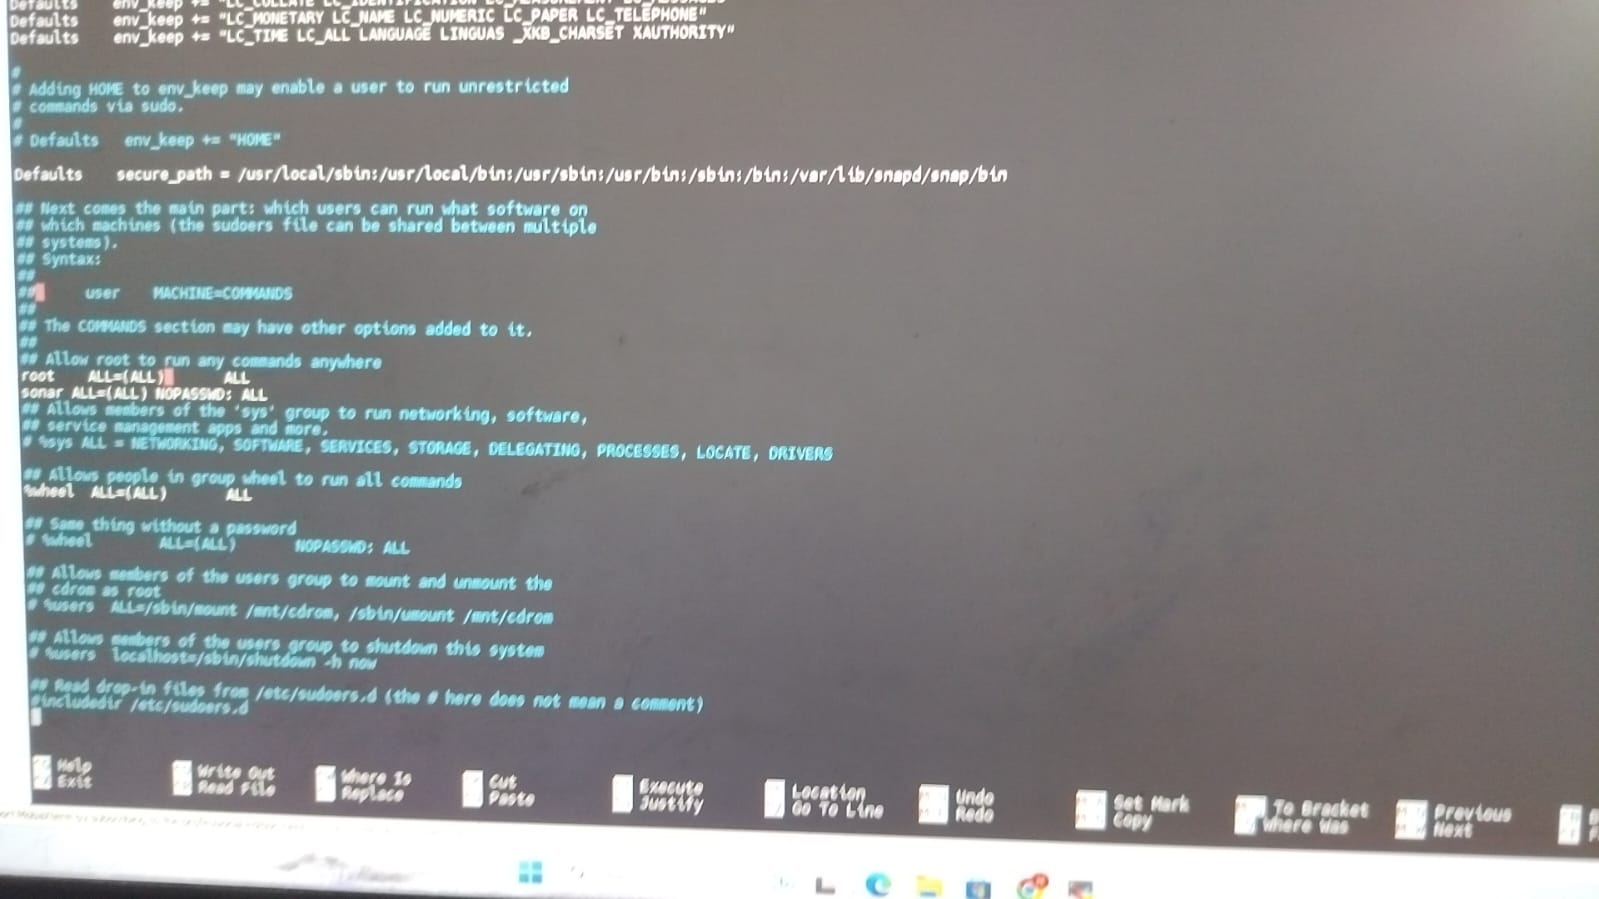 Defaults env_keep += "LC_COLLATE LC_IDENTIFICATION LC_MEASUREMENT LC_MESSAGES"
Defaults env_keep += "LC_MONETARY LC_NAME LC_NUMERIC LC_PAPER LC_TELEPHONE"
Defaults env_keep += "LC_TIME LC_ALL LANGUAGE LINGUAS _XKB_CHARSET XAUTHORITY"
#
# Adding HOME to env_keep may enable a user to run unrestricted
# commands via sudo.
#
# Defaults env_keep += "HOME"
Defaults secure_path = /usr/local/sbin:/usr/local/bin:/usr/sbin:/usr/bin:/sbin:/bin:/var/lib/snapd/snap/bin
## Next comes the main part: which users can run what software on
## which machines (the sudoers file can be shared between multiple
## systems).
## Syntax:
##
## user MACHINE=COMMANDS
##
## The COMMANDS section may have other options added to it.
##
## Allow root to run any commands anywhere
root ALL=(ALL) ALL
sonar ALL=(ALL) NOPASSWD: ALL
## Allows members of the 'sys' group to run networking, software,
## service management apps and more.
# %sys ALL = NETWORKING, SOFTWARE, SERVICES, STORAGE, DELEGATING, PROCESSES, LOCATE, DRIVERS
## Allows people in group wheel to run all commands
%wheel ALL=(ALL) ALL
## Same thing without a password
# %wheel ALL=(ALL) NOPASSWD: ALL
## Allows members of the users group to mount and unmount the
## cdrom as root
# %users ALL=/sbin/mount /mnt/cdrom, /sbin/umount /mnt/cdrom
## Allows members of the users group to shutdown this system
# %users localhost=/sbin/shutdown -h now
## Read drop-in files from /etc/sudoers.d (the # here does not mean a comment)
#includedir /etc/sudoers.d
Help Write Out Where Is Cut Execute Location Undo Set Mark To Bracket Previous
Exit Read File Replace Paste Justify Go To Line Redo Copy Where Was Next